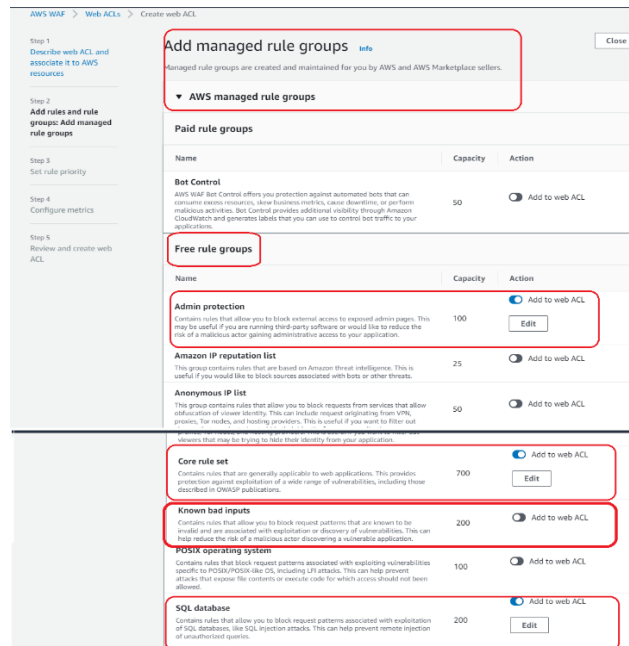 AWS WAF > Web ACLs > Create web ACL
Step 1
Describe web ACL and
associate it to AWS
resources
Step 2
Add rules and rule
groups: Add managed
rule groups
Step 3
Set rule priority
Step 4
Configure metrics
Step 5
Review and create web
ACL
Add managed rule groups Info
Close
Managed rule groups are created and maintained for you by AWS and AWS Marketplace sellers.
▼ AWS managed rule groups
Paid rule groups
Name Capacity Action
Bot Control
AWS WAF Bot Control offers you protection against automated bots that can
consume excess resources, skew business metrics, cause downtime, or perform
malicious activities. Bot Control provides additional visibility through Amazon
CloudWatch and generates labels that you can use to control bot traffic to your
applications.
50 Add to web ACL
Free rule groups
Name Capacity Action
Admin protection
Contains rules that allow you to block external access to exposed admin pages. This
may be useful if you are running third-party software or would like to reduce the
risk of a malicious actor gaining administrative access to your application.
100 Add to web ACL
Edit
Amazon IP reputation list
This group contains rules that are based on Amazon threat intelligence. This is
useful if you would like to block sources associated with bots or other threats.
25 Add to web ACL
Anonymous IP list
This group contains rules that allow you to block requests from services that allow
obfuscation of viewer identity. This can include request originating from VPN,
proxies, Tor nodes, and hosting providers. This is useful if you want to filter out
50 Add to web ACL
viewers that may be trying to hide their identity from your application.
Core rule set
Contains rules that are generally applicable to web applications. This provides
protection against exploitation of a wide range of vulnerabilities, including those
described in OWASP publications.
700 Add to web ACL
Edit
Known bad inputs
Contains rules that allow you to block request patterns that are known to be
invalid and are associated with exploitation or discovery of vulnerabilities. This can
help reduce the risk of a malicious actor discovering a vulnerable application.
200 Add to web ACL
POSIX operating system
Contains rules that block request patterns associated with exploiting vulnerabilities
specific to POSIX/POSIX-like OS, including LFI attacks. This can help prevent
attacks that expose file contents or execute code for which access should not been
allowed.
100 Add to web ACL
SQL database
Contains rules that allow you to block request patterns associated with exploitation
of SQL databases, like SQL injection attacks. This can help prevent remote injection
of unauthorized queries.
200 Add to web ACL
Edit